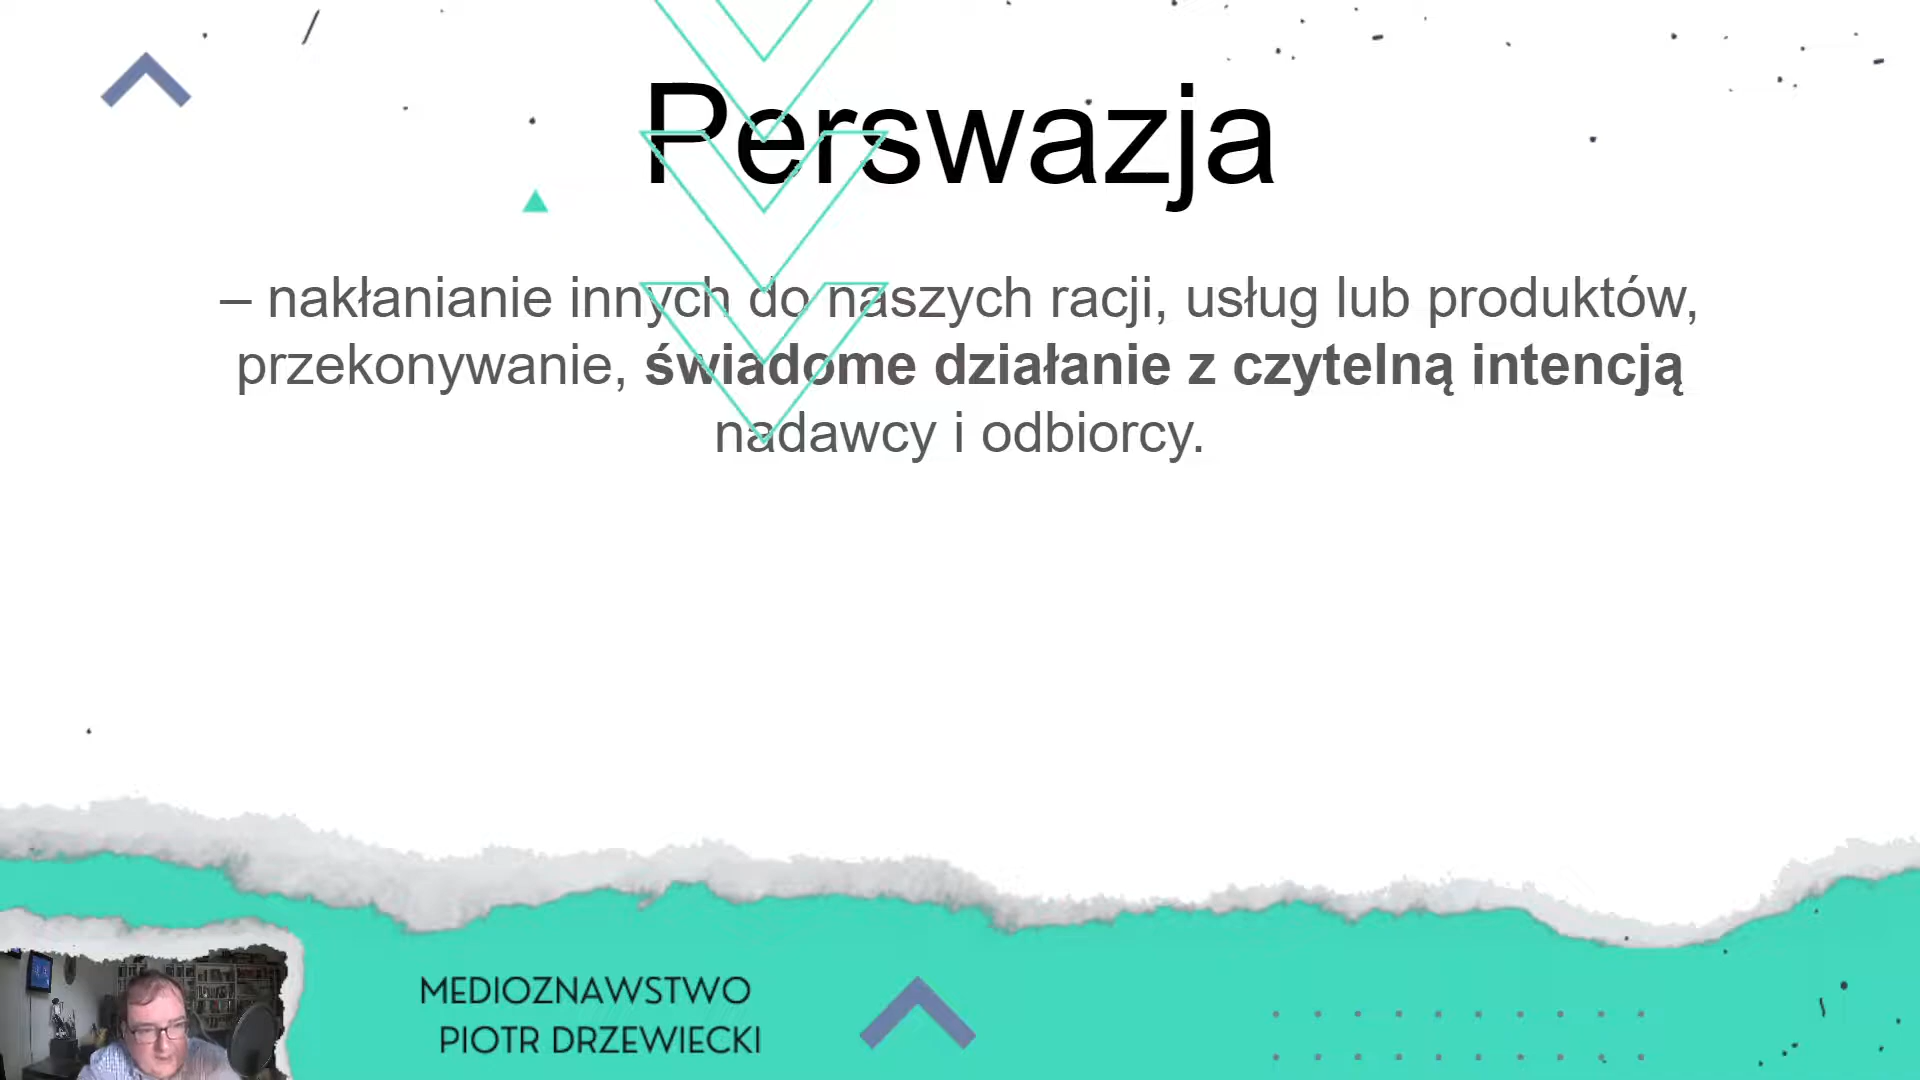 Perswazja
– nakłanianie innych do naszych racji, usług lub produktów,
przekonywanie, świadome działanie z czytelną intencją
nadawcy i odbiorcy.
MEDIOZNAWSTWO
PIOTR DRZEWIECKI